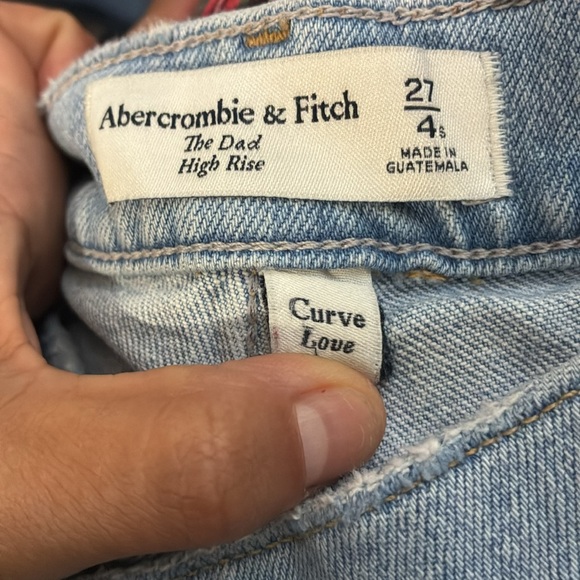 Abercrombie & Fitch
The Dad
High Rise
27
4s
MADE IN
GUATEMALA
Curve
Love